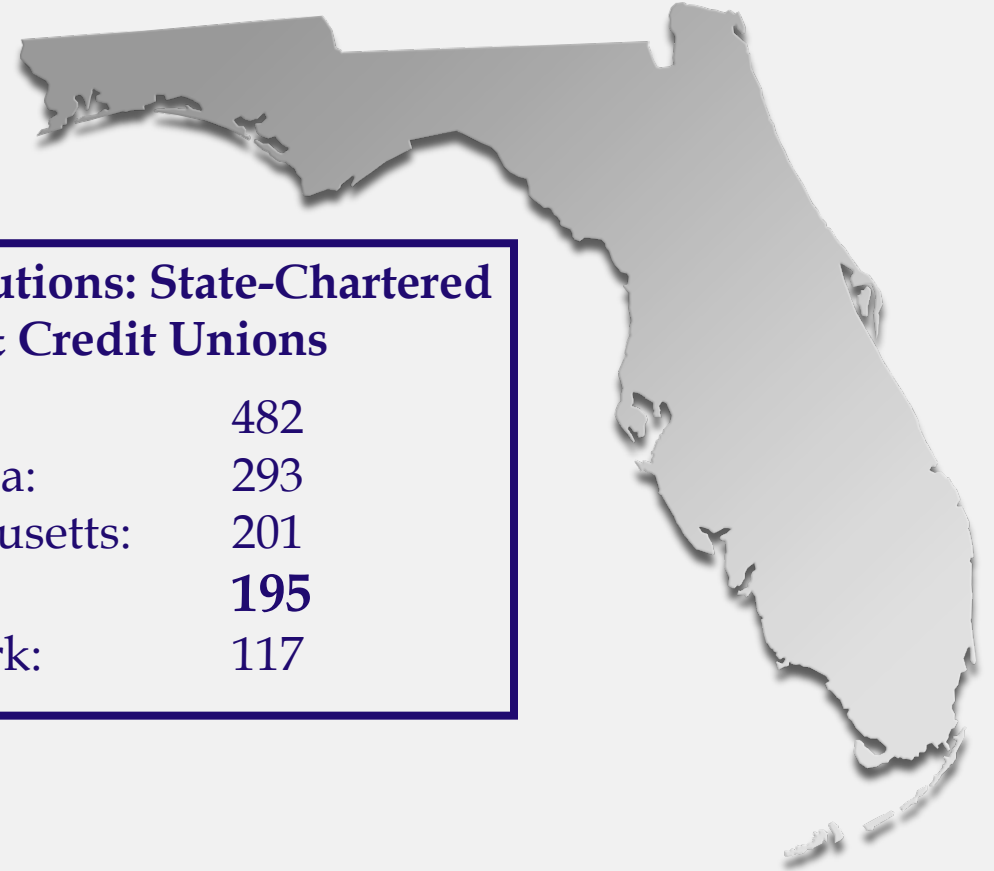 utions: State-Chartered
Credit Unions
482
a: 293
usetts: 201
195
rk: 117